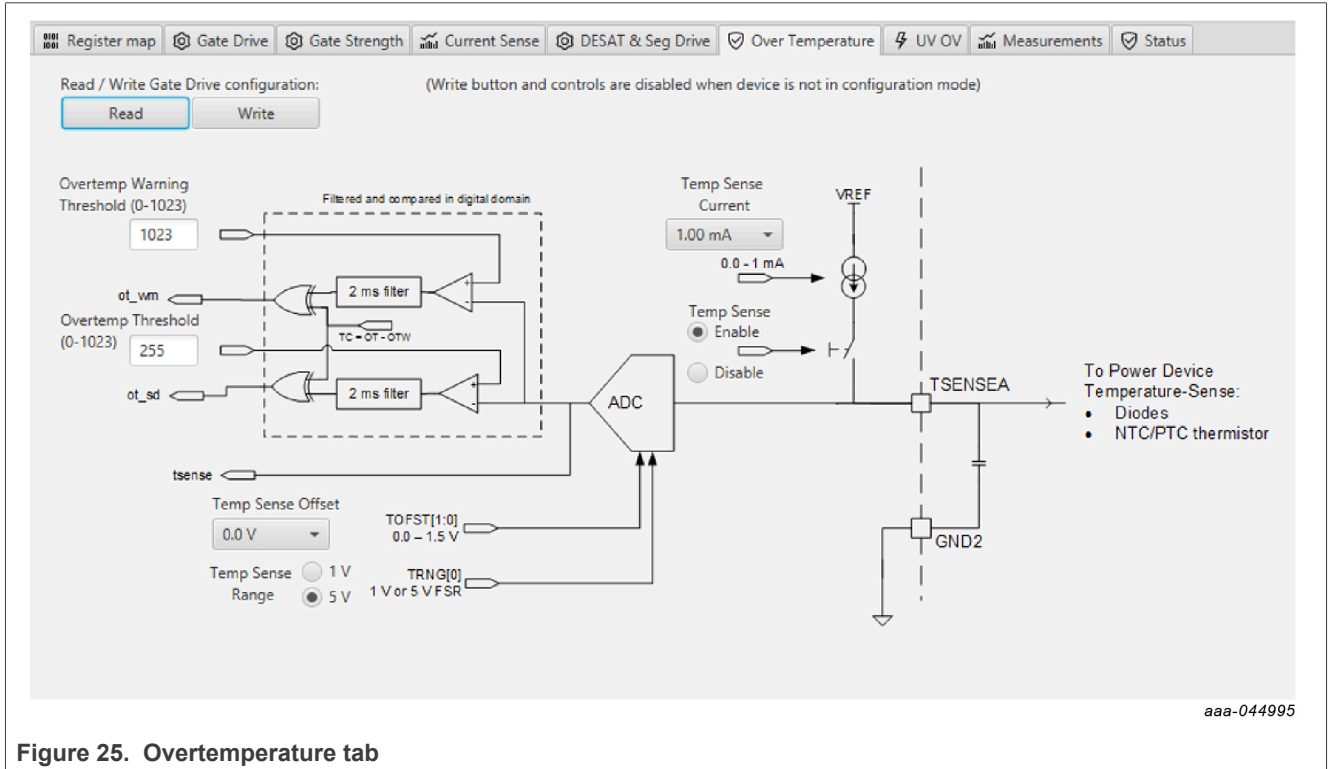 Register map Gate Drive Gate Strength Current Sense DESAT & Seg Drive Over Temperature UV OV Measurements Status
Read / Write Gate Drive configuration: (Write button and controls are disabled when device is not in configuration mode)
Read Write
Overtemp Warning
Threshold (0-1023)
1023
Filtered and compared in digital domain
Temp Sense
Current
1.00 mA
VREF
0.0 - 1 mA
2 ms filter
ot_wrn
TC = OT - OTW
Overtemp Threshold
(0-1023)
255
Temp Sense
Enable
Disable
2 ms filter
ot_sd
ADC
TSENSEA
To Power Device
Temperature-Sense:
• Diodes
• NTC/PTC thermistor
tsense
Temp Sense Offset
0.0 V
TOFST[1:0]
0.0 – 1.5 V
GND2
Temp Sense
Range
1 V
5 V
TRNG[0]
1 V or 5 V FSR
aaa-044995
Figure 25. Overtemperature tab